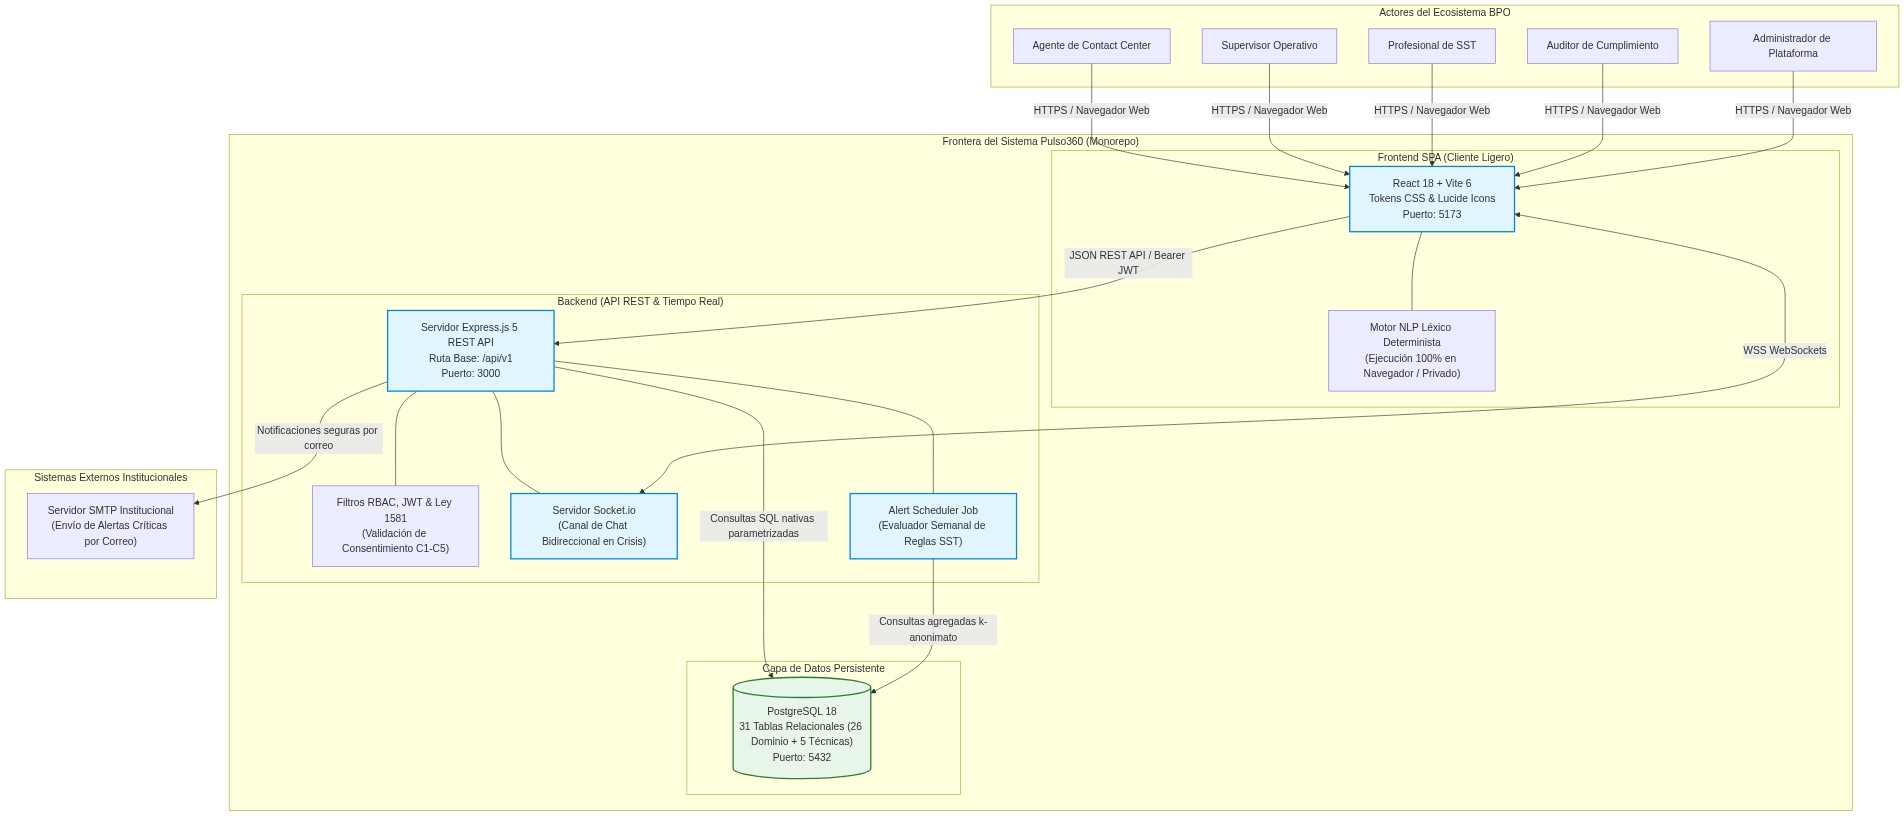 Actores del Ecosistema BPO
Agente de Contact Center
Supervisor Operativo
Profesional de SST
Auditor de Cumplimiento
Administrador de
Plataforma
HTTPS / Navegador Web
HTTPS / Navegador Web
HTTPS / Navegador Web
HTTPS / Navegador Web
HTTPS / Navegador Web
Frontera del Sistema Pulso360 (Monorepo)
Frontend SPA (Cliente Ligero)
React 18 + Vite 6
Tokens CSS & Lucide Icons
Puerto: 5173
JSON REST API / Bearer
JWT
Motor NLP Léxico
Determinista
(Ejecución 100% en
Navegador / Privado)
WSS WebSockets
Backend (API REST & Tiempo Real)
Servidor Express.js 5
REST API
Ruta Base: /api/v1
Puerto: 3000
Notificaciones seguras por
correo
Sistemas Externos Institucionales
Servidor SMTP Institucional
(Envío de Alertas Críticas
por Correo)
Filtros RBAC, JWT & Ley
1581
(Validación de
Consentimiento C1-C5)
Servidor Socket.io
(Canal de Chat
Bidireccional en Crisis)
Consultas SQL nativas
parametrizadas
Alert Scheduler Job
(Evaluador Semanal de
Reglas SST)
Consultas agregadas k-
anonimato
Capa de Datos Persistente
PostgreSQL 18
31 Tablas Relacionales (26
Dominio + 5 Técnicas)
Puerto: 5432